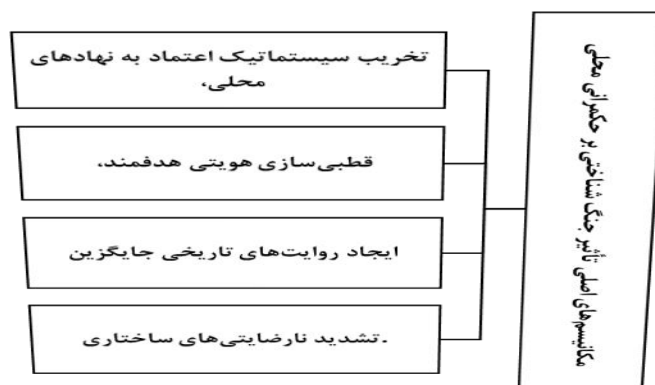 مکانیسم‌های اصلی تأثیر جنگ شناختی بر حکمرانی محلی
تخریب سیستماتیک اعتماد به نهادهای
محلی،
قطبی‌سازی هویتی هدفمند،
ایجاد روایت‌های تاریخی جایگزین
.تشدید نارضایتی‌های ساختاری